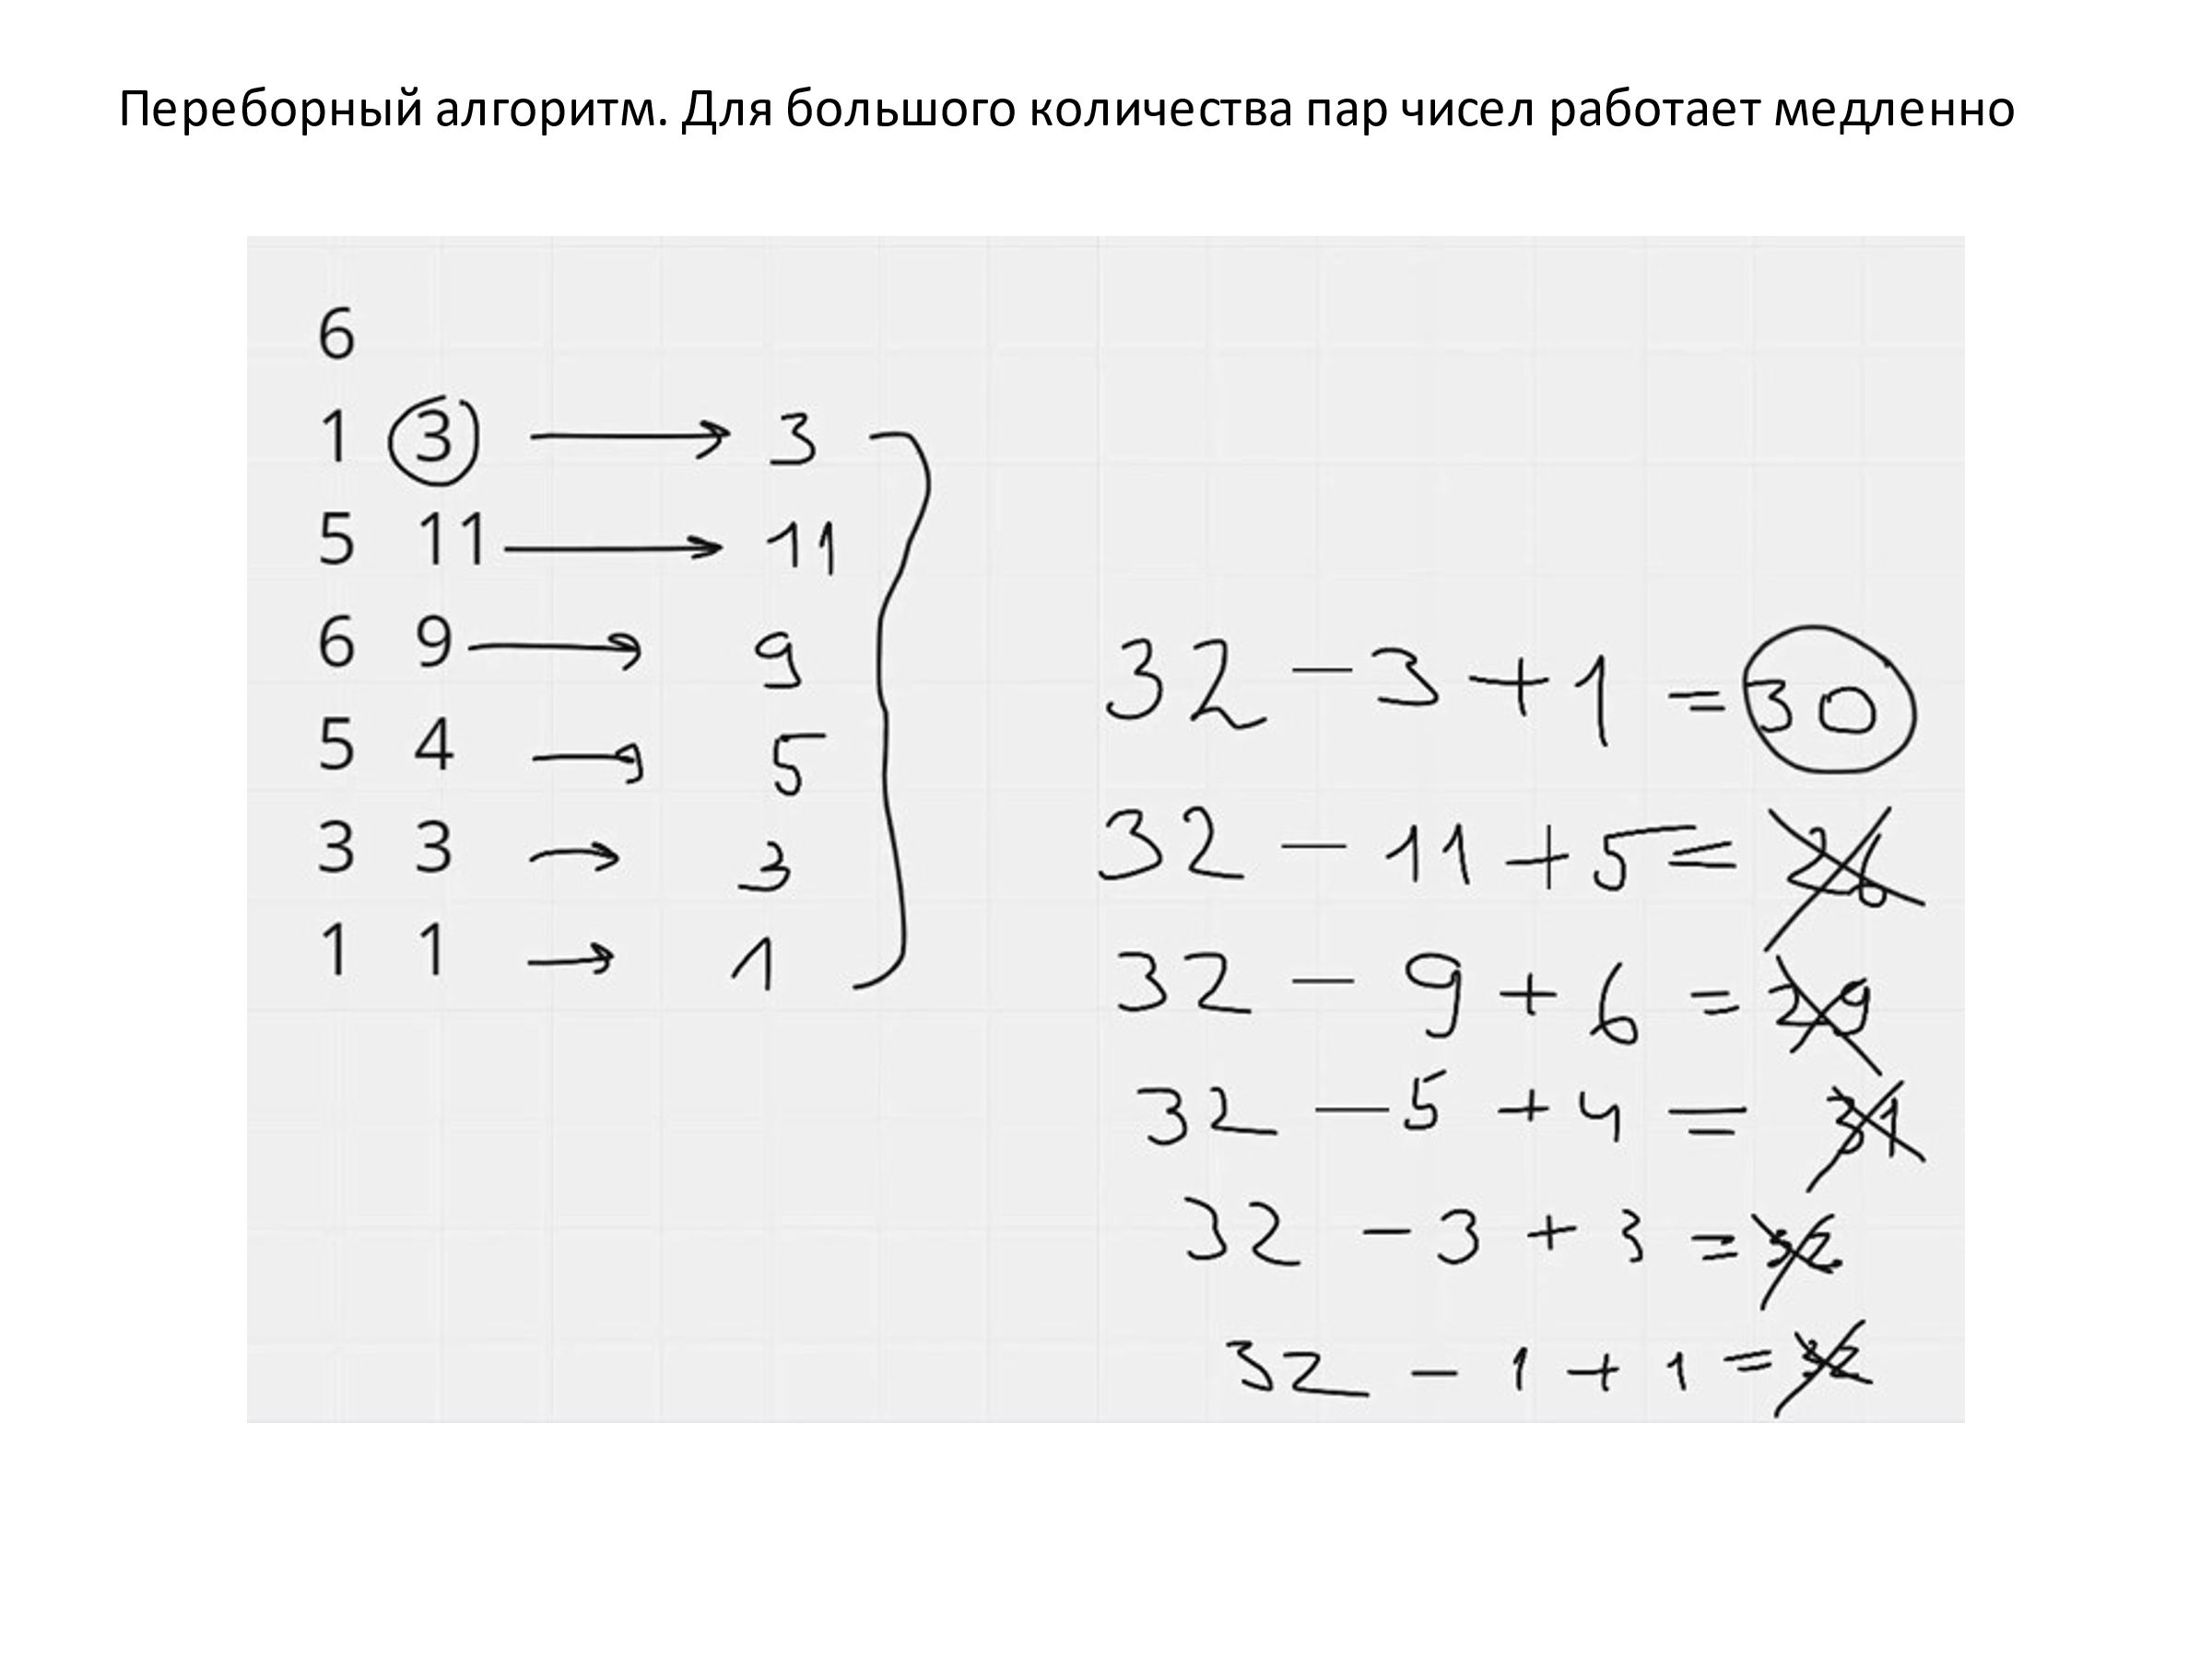 Переборный алгоритм. Для большого количества пар чисел работает медленно
6
1 3 → 3
5 11 → 11
6 9 → 9
5 4 → 5
3 3 → 3
1 1 → 1
32 - 3 + 1 = 30
32 - 11 + 5 = 26
32 - 9 + 6 = 29
32 - 5 + 4 = 31
32 - 3 + 3 = 32
32 - 1 + 1 = 32